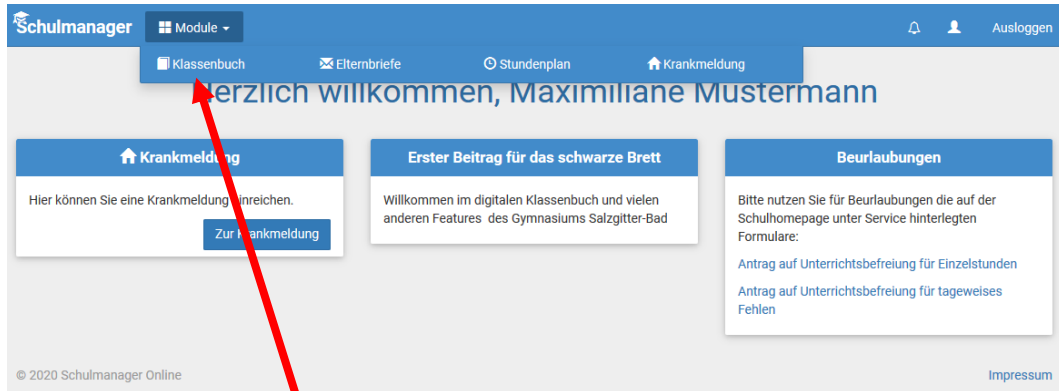 Schulmanager Module Ausloggen
Klassenbuch Elternbriefe Stundenplan Krankmeldung
Herzlich willkommen, Maximiliane Mustermann
Krankmeldung
Hier können Sie eine Krankmeldung einreichen.
Zur Krankmeldung
Erster Beitrag für das schwarze Brett
Willkommen im digitalen Klassenbuch und vielen
anderen Features des Gymnasiums Salzgitter-Bad
Beurlaubungen
Bitte nutzen Sie für Beurlaubungen die auf der
Schulhomepage unter Service hinterlegten
Formulare:
Antrag auf Unterrichtsbefreiung für Einzelstunden
Antrag auf Unterrichtsbefreiung für tageweises
Fehlen
© 2020 Schulmanager Online Impressum